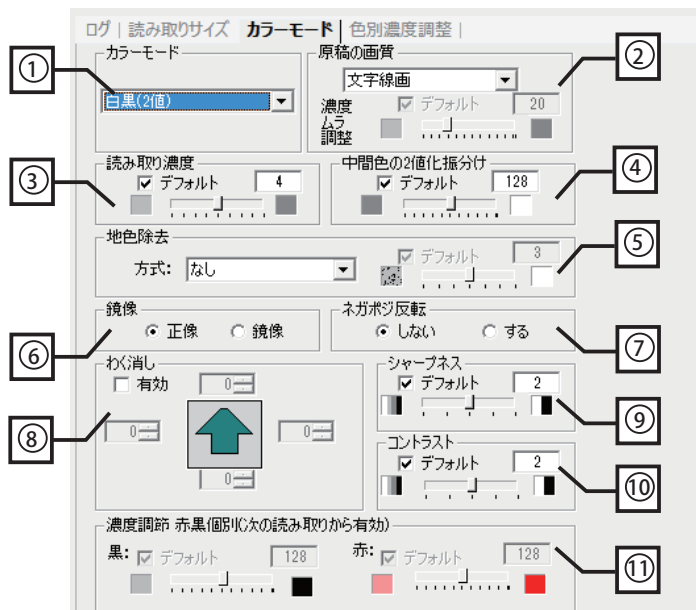 ログ | 読み取りサイズ カラーモード 色別濃度調整 |
カラーモード
白黒(2値)
①
原稿の画質
文字線画
濃度ムラ調整
デフォルト 20
②
読み取り濃度
デフォルト 4
③
中間色の2値化振分け
デフォルト 128
④
地色除去
方式: なし
デフォルト 3
⑤
鏡像
正像 鏡像
⑥
ネガポジ反転
しない する
⑦
わく消し
有効 0
0 0
0
⑧
シャープネス
デフォルト 2
⑨
コントラスト
デフォルト 2
⑩
濃度調節 赤黒個別(次の読み取りから有効)
黒: デフォルト 128
赤: デフォルト 128
⑪